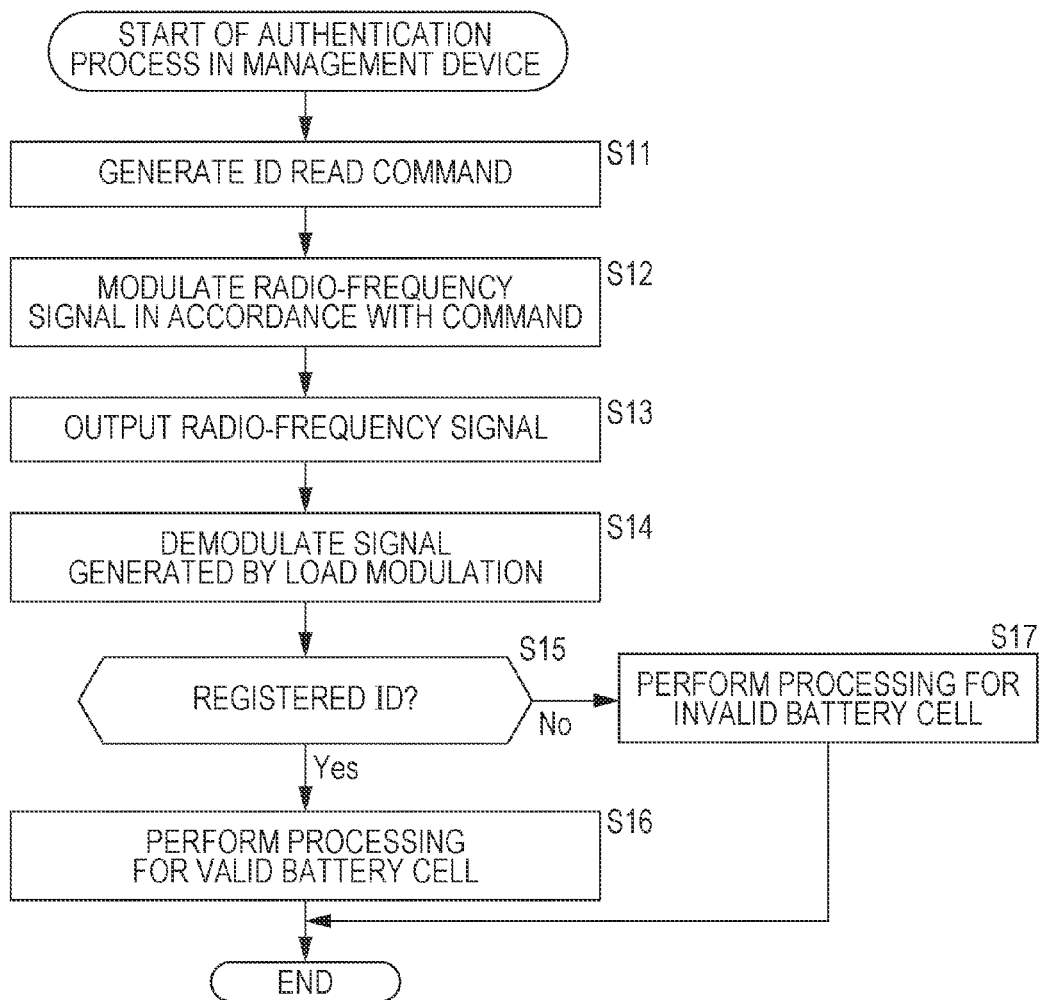 START OF AUTHENTICATION
PROCESS IN MANAGEMENT DEVICE
S11
GENERATE ID READ COMMAND
S12
MODULATE RADIO-FREQUENCY
SIGNAL IN ACCORDANCE WITH COMMAND
S13
OUTPUT RADIO-FREQUENCY SIGNAL
S14
DEMODULATE SIGNAL
GENERATED BY LOAD MODULATION
S15
REGISTERED ID?
No
S17
PERFORM PROCESSING FOR
INVALID BATTERY CELL
Yes
S16
PERFORM PROCESSING
FOR VALID BATTERY CELL
END